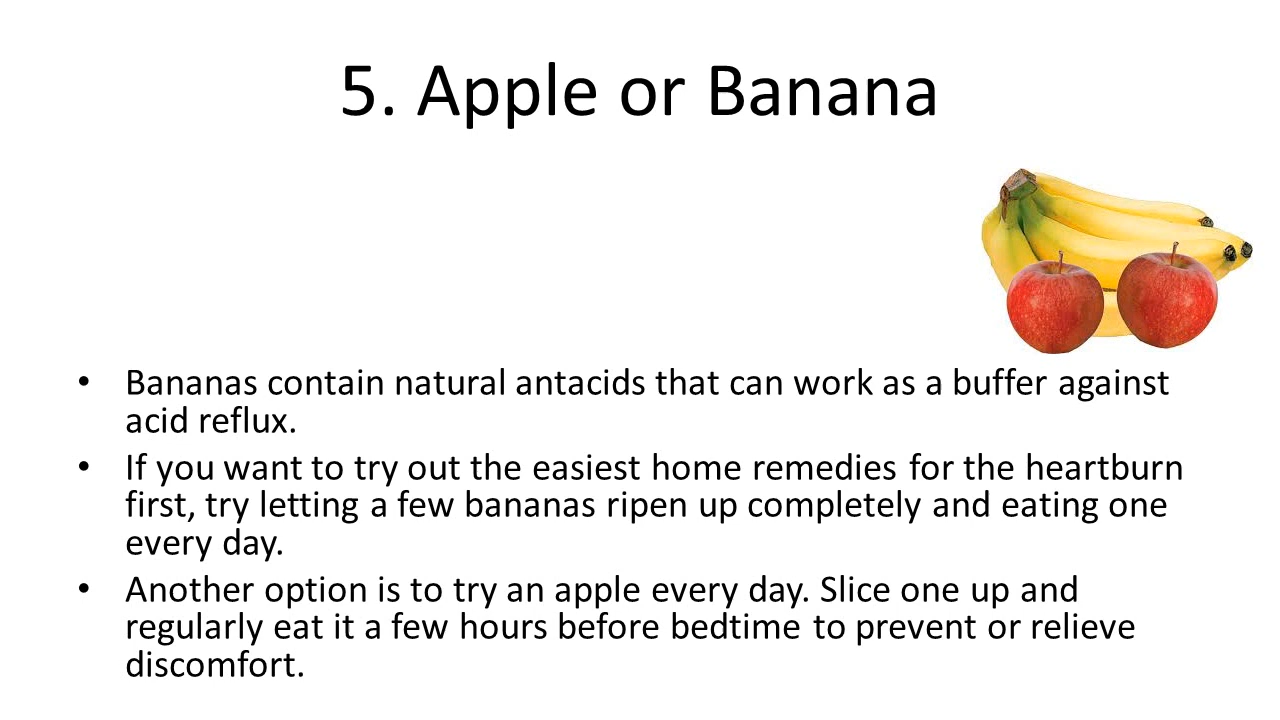 5. Apple or Banana
• Bananas contain natural antacids that can work as a buffer against
acid reflux.
• If you want to try out the easiest home remedies for the heartburn
first, try letting a few bananas ripen up completely and eating one
every day.
• Another option is to try an apple every day. Slice one up and
regularly eat it a few hours before bedtime to prevent or relieve
discomfort.